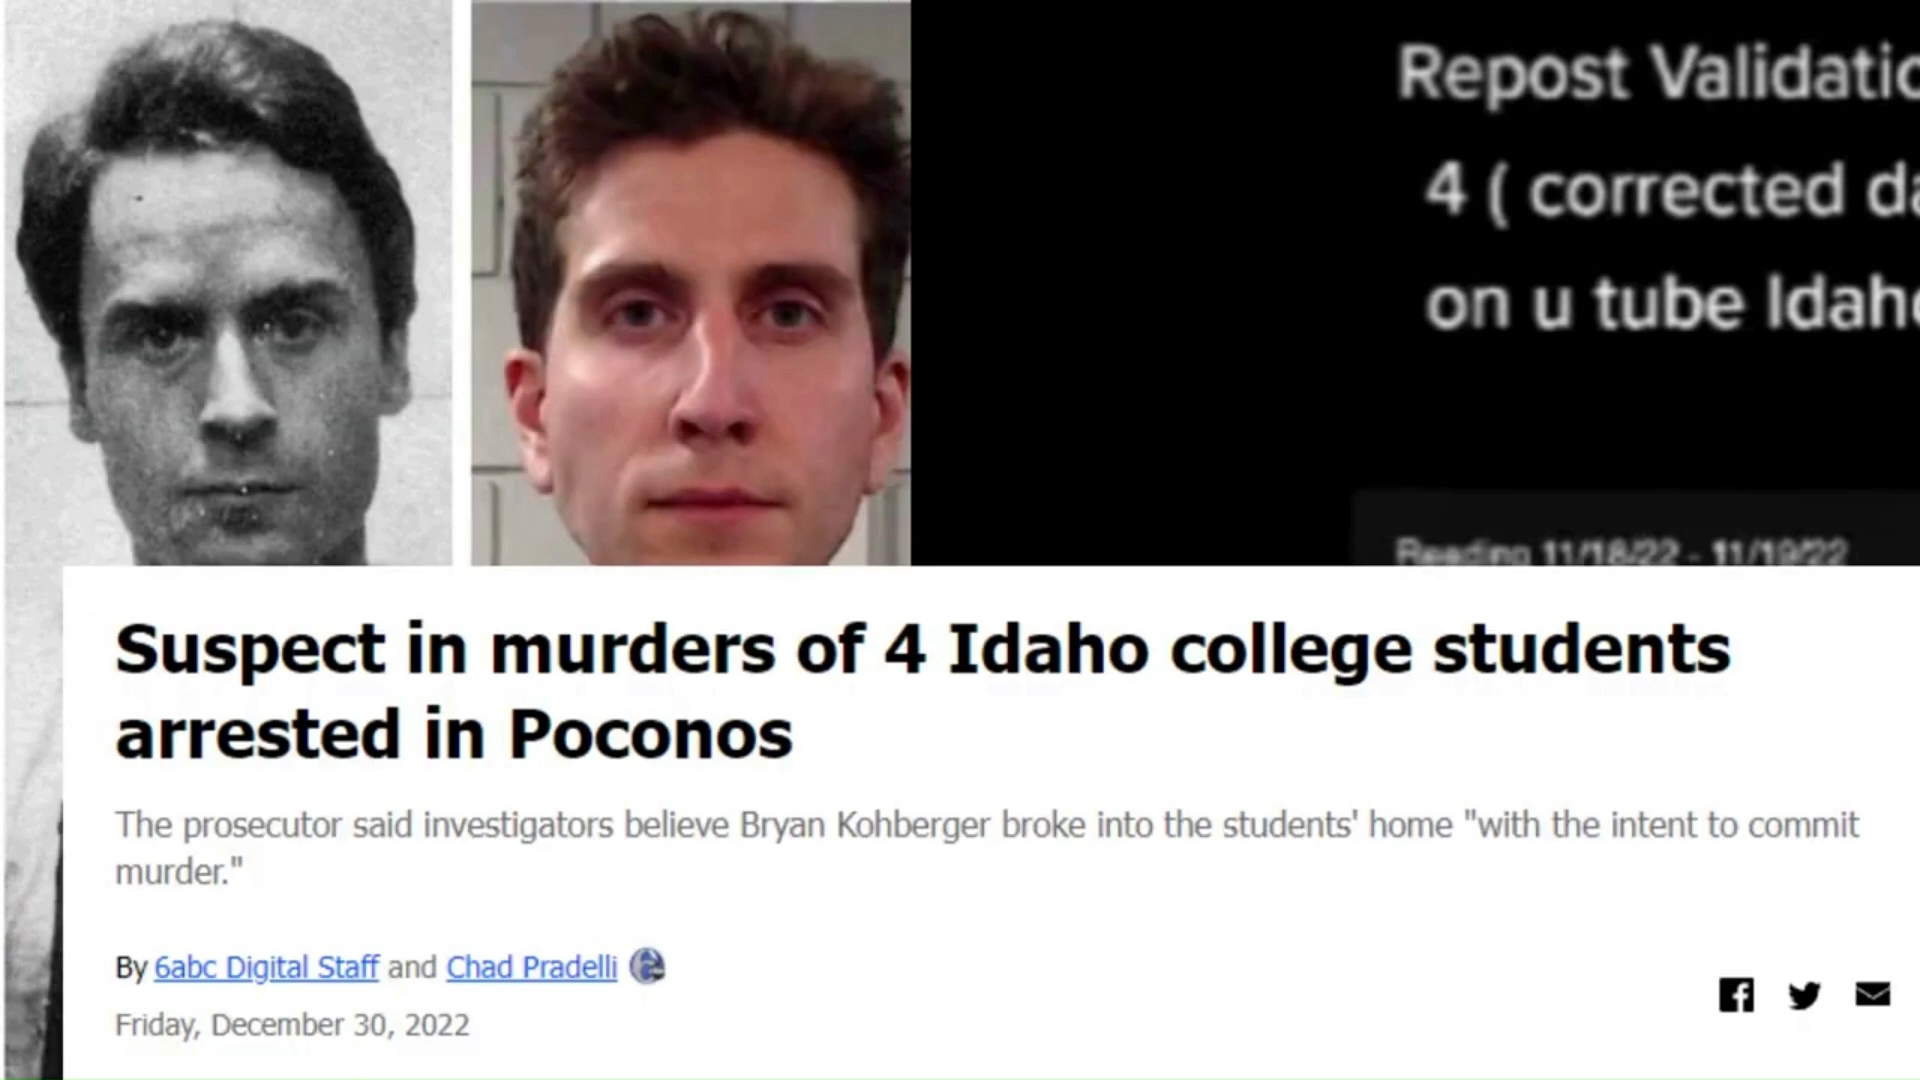 Repost Validatio
4 ( corrected da
on u tube Idaho
Reading 11/18/22 - 11/19/22
Suspect in murders of 4 Idaho college students
arrested in Poconos
The prosecutor said investigators believe Bryan Kohberger broke into the students' home "with the intent to commit
murder."
By 6abc Digital Staff and Chad Pradelli
Friday, December 30, 2022